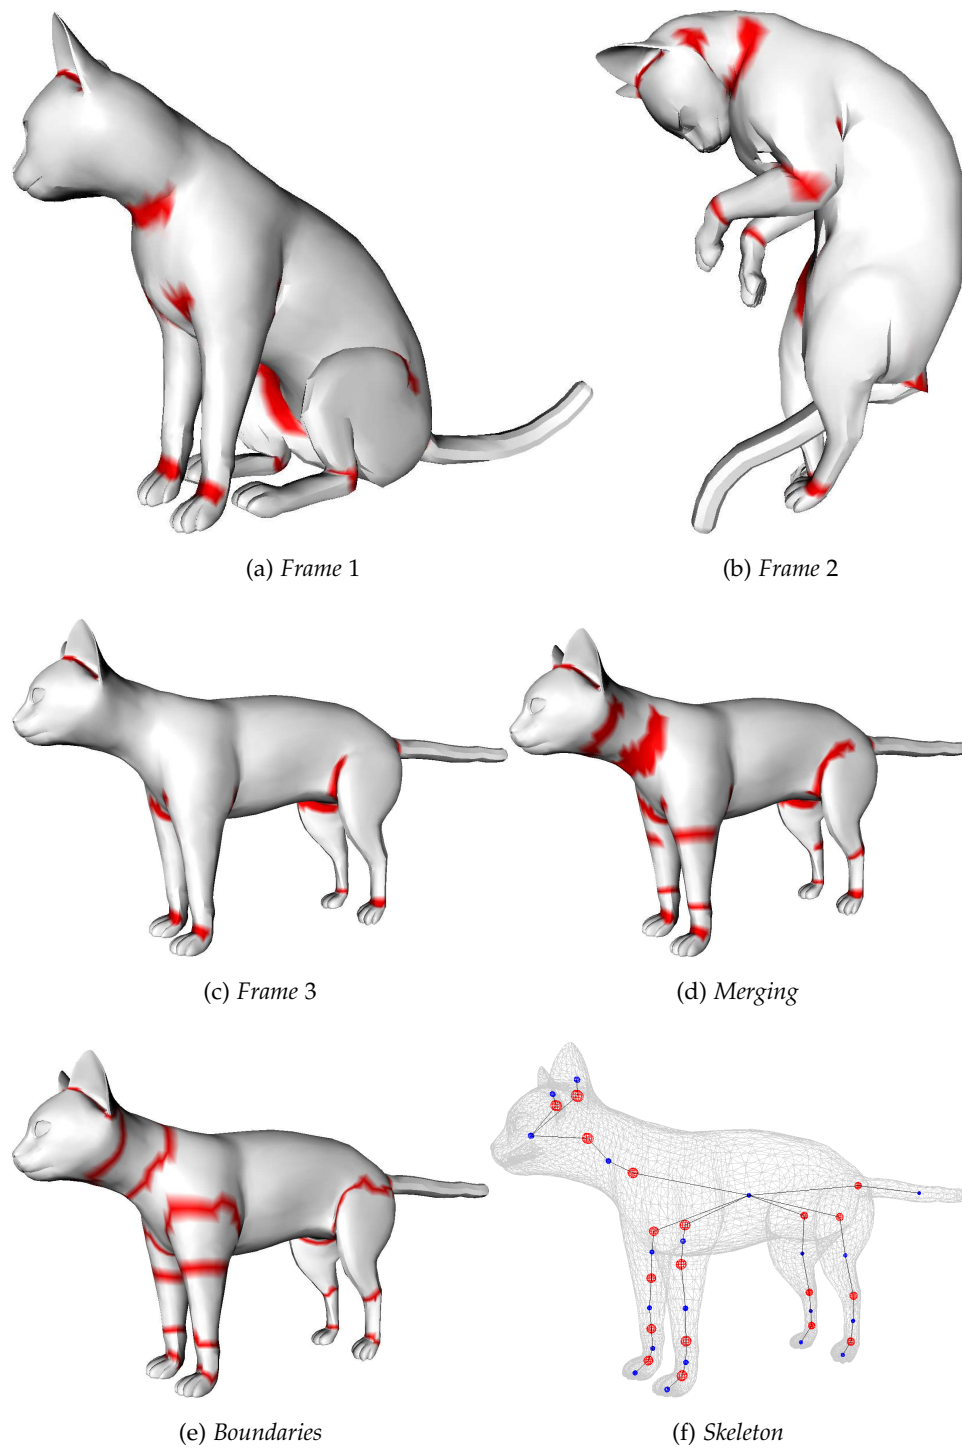 (a) Frame 1
(b) Frame 2
(c) Frame 3
(d) Merging
(e) Boundaries
(f) Skeleton